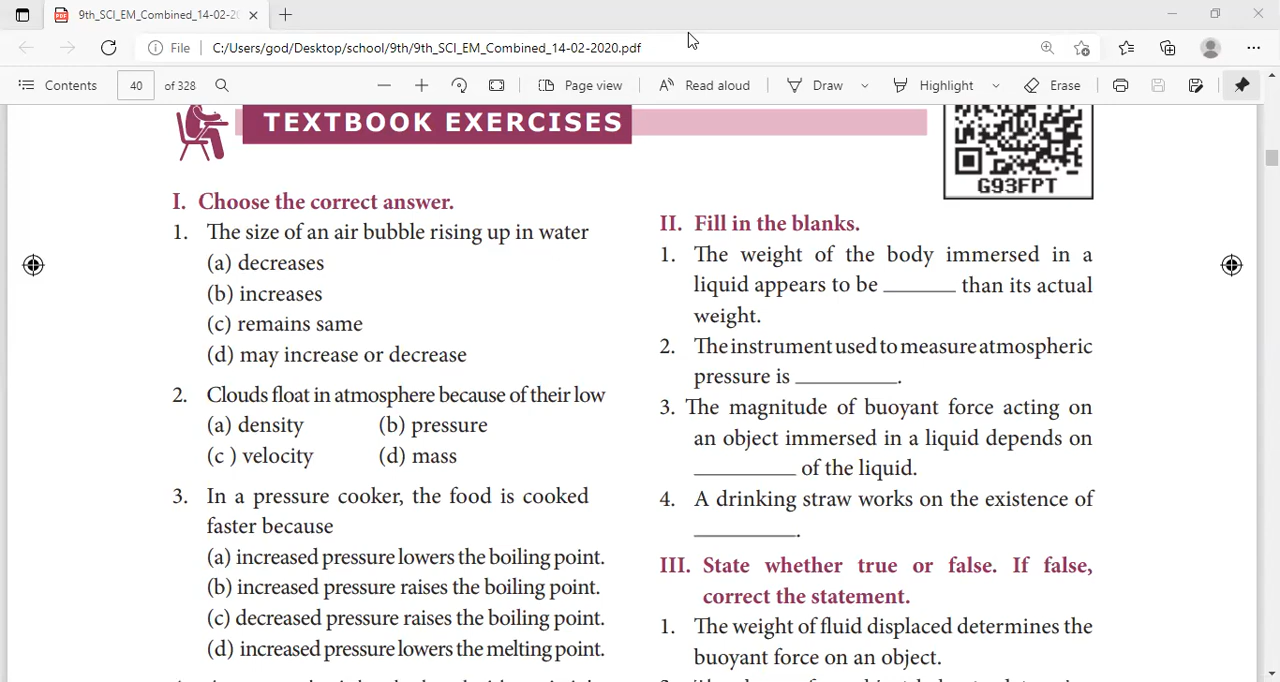 9th_SCI_EM_Combined_14-02-2
File
C:/Users/god/Desktop/school/9th/9th_SCI_EM_Combined_14-02-2020.pdf
Contents
40
of 328
Page view
Read aloud
Draw
Highlight
Erase
TEXTBOOK EXERCISES
G93FPT
I. Choose the correct answer.
1. The size of an air bubble rising up in water
(a) decreases
(b) increases
(c) remains same
(d) may increase or decrease
2. Clouds float in atmosphere because of their low
(a) density (b) pressure
(c ) velocity (d) mass
3. In a pressure cooker, the food is cooked
faster because
(a) increased pressure lowers the boiling point.
(b) increased pressure raises the boiling point.
(c) decreased pressure raises the boiling point.
(d) increased pressure lowers the melting point.
II. Fill in the blanks.
1. The weight of the body immersed in a
liquid appears to be _______ than its actual
weight.
2. The instrument used to measure atmospheric
pressure is __________.
3. The magnitude of buoyant force acting on
an object immersed in a liquid depends on
__________ of the liquid.
4. A drinking straw works on the existence of
__________.
III. State whether true or false. If false,
correct the statement.
1. The weight of fluid displaced determines the
buoyant force on an object.